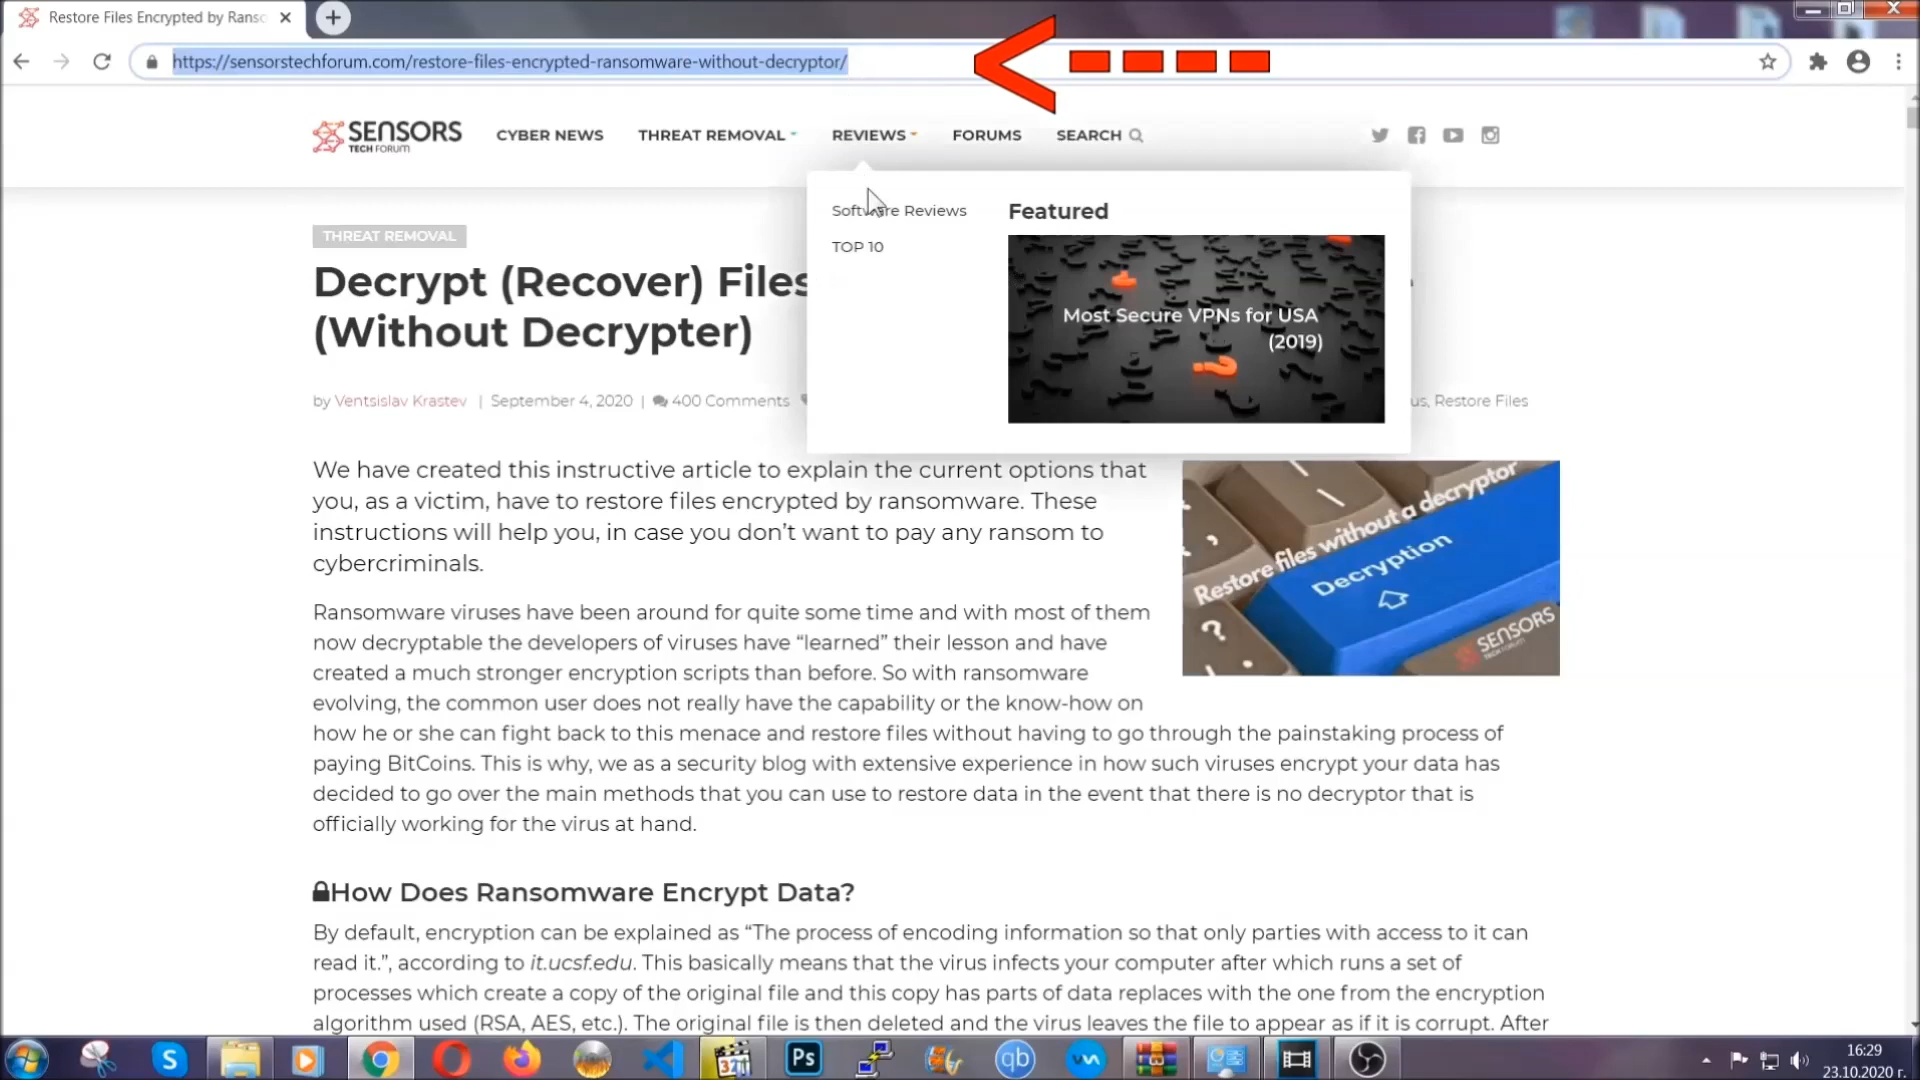 Restore Files Encrypted by Ranso
https://sensorstechforum.com/restore-files-encrypted-ransomware-without-decryptor/
SENSORS
TECH FORUM
CYBER NEWS
THREAT REMOVAL
REVIEWS
FORUMS
SEARCH
Software Reviews
TOP 10
Featured
Most Secure VPNs for USA
(2019)
THREAT REMOVAL
Decrypt (Recover) Files
(Without Decrypter)
by Ventsislav Krastev | September 4, 2020 | 400 Comments
us, Restore Files
We have created this instructive article to explain the current options that
you, as a victim, have to restore files encrypted by ransomware. These
instructions will help you, in case you don’t want to pay any ransom to
cybercriminals.
Restore files without a decryptor
Decryption
SENSORS
TECH FORUM
Ransomware viruses have been around for quite some time and with most of them
now decryptable the developers of viruses have “learned” their lesson and have
created a much stronger encryption scripts than before. So with ransomware
evolving, the common user does not really have the capability or the know-how on
how he or she can fight back to this menace and restore files without having to go through the painstaking process of
paying BitCoins. This is why, we as a security blog with extensive experience in how such viruses encrypt your data has
decided to go over the main methods that you can use to restore data in the event that there is no decryptor that is
officially working for the virus at hand.
How Does Ransomware Encrypt Data?
By default, encryption can be explained as “The process of encoding information so that only parties with access to it can
read it.”, according to it.ucsf.edu. This basically means that the virus infects your computer after which runs a set of
processes which create a copy of the original file and this copy has parts of data replaces with the one from the encryption
algorithm used (RSA, AES, etc.). The original file is then deleted and the virus leaves the file to appear as if it is corrupt. After
S
321
Ps
qb
16:29
23.10.2020 г.